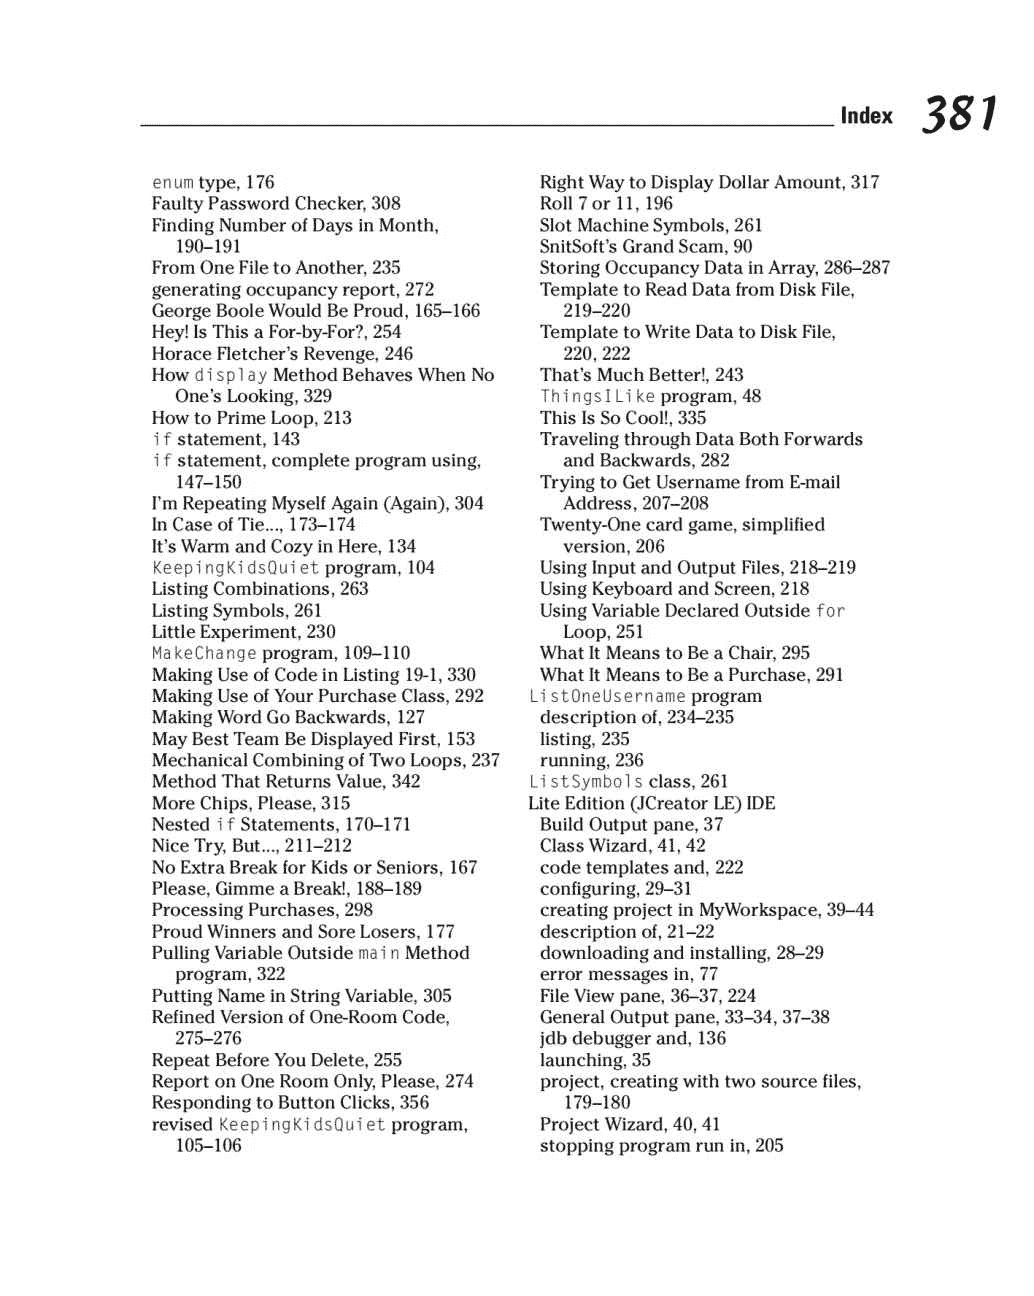 Index 381
enum type, 176
Faulty Password Checker, 308
Finding Number of Days in Month,
190–191
From One File to Another, 235
generating occupancy report, 272
George Boole Would Be Proud, 165–166
Hey! Is This a For-by-For?, 254
Horace Fletcher's Revenge, 246
How display Method Behaves When No
One's Looking, 329
How to Prime Loop, 213
if statement, 143
if statement, complete program using,
147–150
I'm Repeating Myself Again (Again), 304
In Case of Tie..., 173–174
It's Warm and Cozy in Here, 134
KeepingKidsQuiet program, 104
Listing Combinations, 263
Listing Symbols, 261
Little Experiment, 230
MakeChange program, 109–110
Making Use of Code in Listing 19-1, 330
Making Use of Your Purchase Class, 292
Making Word Go Backwards, 127
May Best Team Be Displayed First, 153
Mechanical Combining of Two Loops, 237
Method That Returns Value, 342
More Chips, Please, 315
Nested if Statements, 170–171
Nice Try, But..., 211–212
No Extra Break for Kids or Seniors, 167
Please, Gimme a Break!, 188–189
Processing Purchases, 298
Proud Winners and Sore Losers, 177
Pulling Variable Outside main Method
program, 322
Putting Name in String Variable, 305
Refined Version of One-Room Code,
275–276
Repeat Before You Delete, 255
Report on One Room Only, Please, 274
Responding to Button Clicks, 356
revised KeepingKidsQuiet program,
105–106
Right Way to Display Dollar Amount, 317
Roll 7 or 11, 196
Slot Machine Symbols, 261
SnitSoft's Grand Scam, 90
Storing Occupancy Data in Array, 286–287
Template to Read Data from Disk File,
219–220
Template to Write Data to Disk File,
220, 222
That's Much Better!, 243
ThingsILike program, 48
This Is So Cool!, 335
Traveling through Data Both Forwards
and Backwards, 282
Trying to Get Username from E-mail
Address, 207–208
Twenty-One card game, simplified
version, 206
Using Input and Output Files, 218–219
Using Keyboard and Screen, 218
Using Variable Declared Outside for
Loop, 251
What It Means to Be a Chair, 295
What It Means to Be a Purchase, 291
ListOneUsername program
description of, 234–235
listing, 235
running, 236
ListSymbols class, 261
Lite Edition (JCreator LE) IDE
Build Output pane, 37
Class Wizard, 41, 42
code templates and, 222
configuring, 29–31
creating project in MyWorkspace, 39–44
description of, 21–22
downloading and installing, 28–29
error messages in, 77
File View pane, 36–37, 224
General Output pane, 33–34, 37–38
jdb debugger and, 136
launching, 35
project, creating with two source files,
179–180
Project Wizard, 40, 41
stopping program run in, 205